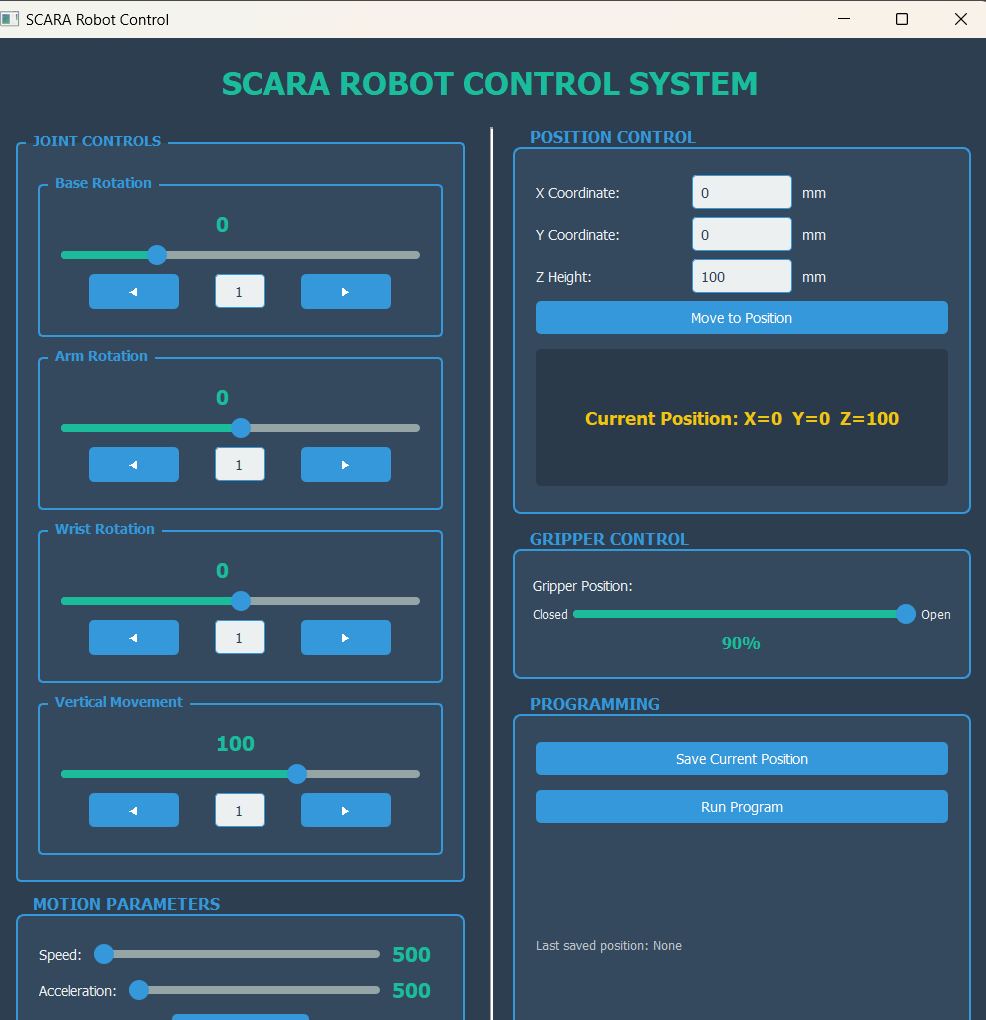 SCARA Robot Control
SCARA ROBOT CONTROL SYSTEM
JOINT CONTROLS
Base Rotation
0
1
Arm Rotation
0
1
Wrist Rotation
0
1
Vertical Movement
100
1
MOTION PARAMETERS
Speed: 500
Acceleration: 500
POSITION CONTROL
X Coordinate: 0 mm
Y Coordinate: 0 mm
Z Height: 100 mm
Move to Position
Current Position: X=0 Y=0 Z=100
GRIPPER CONTROL
Gripper Position:
Closed Open
90%
PROGRAMMING
Save Current Position
Run Program
Last saved position: None